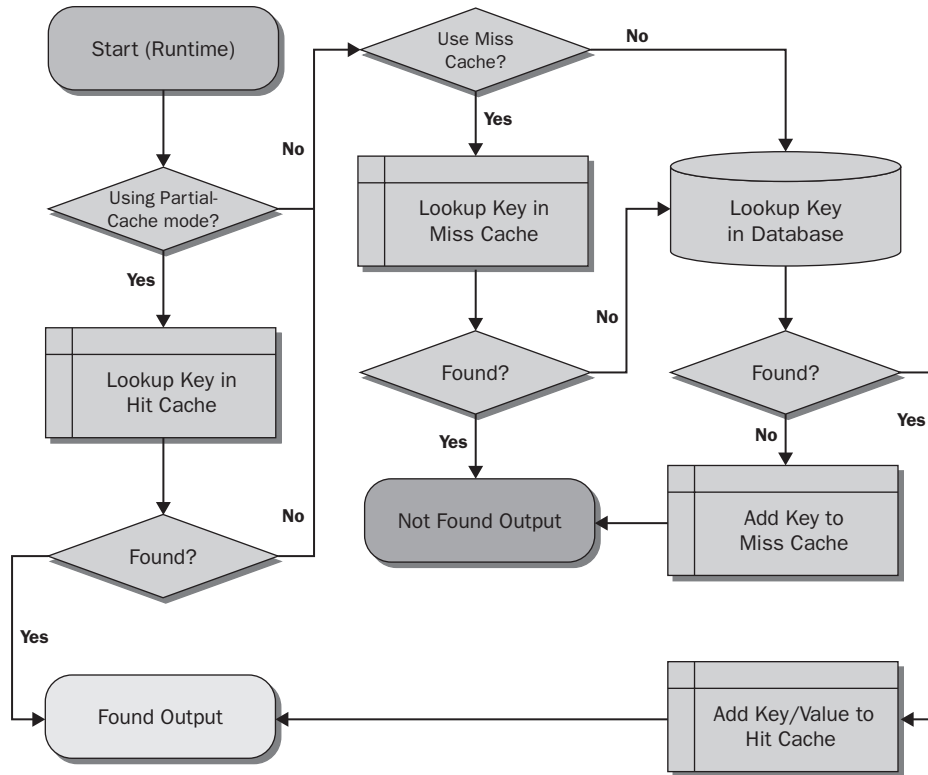 Start (Runtime)
Using Partial-
Cache mode?
No
Yes
Lookup Key in
Hit Cache
Found?
No
Yes
Found Output
Use Miss
Cache?
No
Yes
Lookup Key in
Miss Cache
Found?
No
Yes
Not Found Output
Lookup Key
in Database
Found?
Yes
No
Add Key to
Miss Cache
Add Key/Value to
Hit Cache